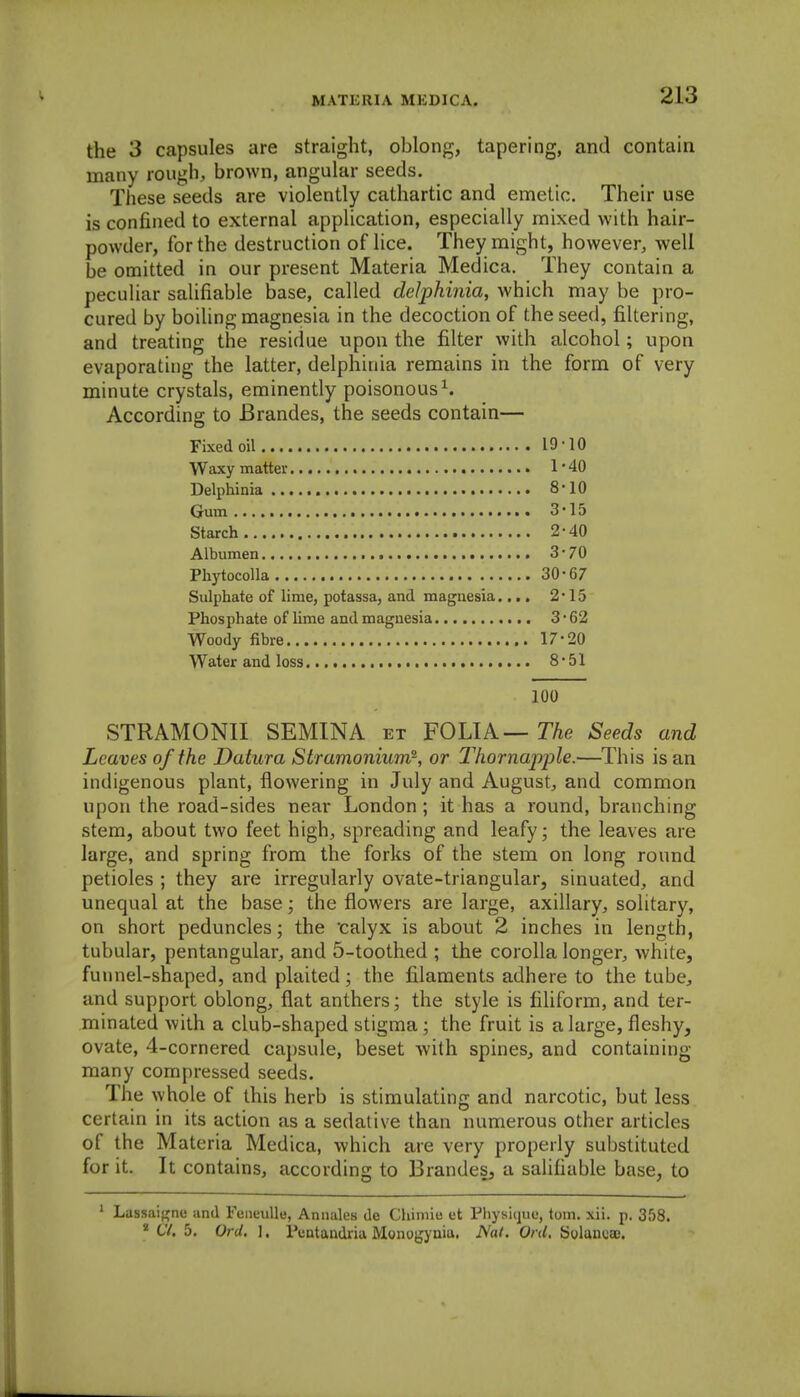 MATERIA MEDICA. 213
the 3 capsules are straight, oblong, tapering, and contain
many rough, brown, angular seeds.
These seeds are violently cathartic and emetic. Their use
is confined to external application, especially mixed with hair-
powder, for the destruction of lice. They might, however, well
be omitted in our present Materia Medica. They contain a
peculiar salifiable base, called delphinia, which may be pro-
cured by boiling magnesia in the decoction of the seed, filtering,
and treating the residue upon the filter with alcohol; upon
evaporating the latter, delphinia remains in the form of very
minute crystals, eminently poisonous¹.
According to Brandes, the seeds contain—
Fixed oil.............................. 19·10
Waxy matter............................ 1·40
Delphinia .............................. 8·10
Gum .................................. 3·15
Starch ................................ 2·40
Albumen................................ 3·70
Phytocolla .............................. 30·67
Sulphate of lime, potassa, and magnesia.... 2·15
Phosphate of lime and magnesia........... 3·62
Woody fibre............................ 17·20
Water and loss.......................... 8·51
100
STRAMONII SEMINA ET FOLIA—The Seeds and
Leaves of the Datura Stramonium², or Thornapple.—This is an
indigenous plant, flowering in July and August, and common
upon the road-sides near London; it has a round, branching
stem, about two feet high, spreading and leafy; the leaves are
large, and spring from the forks of the stem on long round
petioles; they are irregularly ovate-triangular, sinuated, and
unequal at the base; the flowers are large, axillary, solitary,
on short peduncles; the calyx is about 2 inches in length,
tubular, pentangular, and 5-toothed; the corolla longer, white,
funnel-shaped, and plaited; the filaments adhere to the tube,
and support oblong, flat anthers; the style is filiform, and ter-
minated with a club-shaped stigma; the fruit is a large, fleshy,
ovate, 4-cornered capsule, beset with spines, and containing
many compressed seeds.
The whole of this herb is stimulating and narcotic, but less
certain in its action as a sedative than numerous other articles
of the Materia Medica, which are very properly substituted
for it. It contains, according to Brandes, a salifiable base, to
¹ Lassaigne and Feneulle, Annales de Chimie et Physique, tom. xii. p. 358.
² Cl. 5. Ord. 1. Pentandria Monogynia. Nat. Ord. Solaneæ.